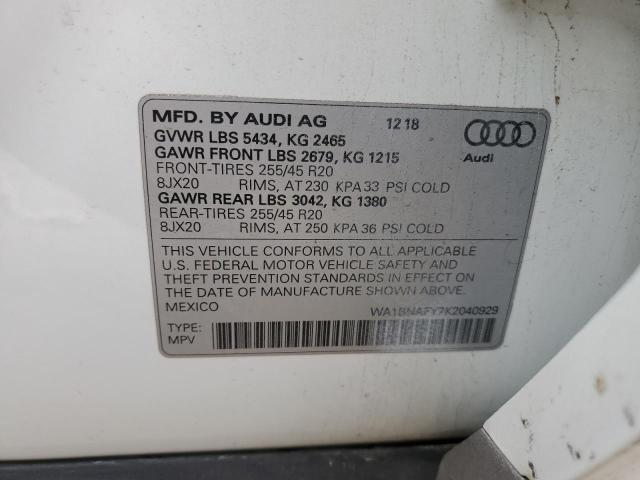 MFD. BY AUDI AG 12 18
GVWR LBS 5434, KG 2465
GAWR FRONT LBS 2679, KG 1215
FRONT-TIRES 255/45 R20
8JX20 RIMS, AT 230 KPA 33 PSI COLD
GAWR REAR LBS 3042, KG 1380
REAR-TIRES 255/45 R20
8JX20 RIMS, AT 250 KPA 36 PSI COLD
Audi
THIS VEHICLE CONFORMS TO ALL APPLICABLE
U.S. FEDERAL MOTOR VEHICLE SAFETY AND
THEFT PREVENTION STANDARDS IN EFFECT ON
THE DATE OF MANUFACTURE SHOWN ABOVE.
MEXICO
WA1BNAFY7K2040929
TYPE:
MPV